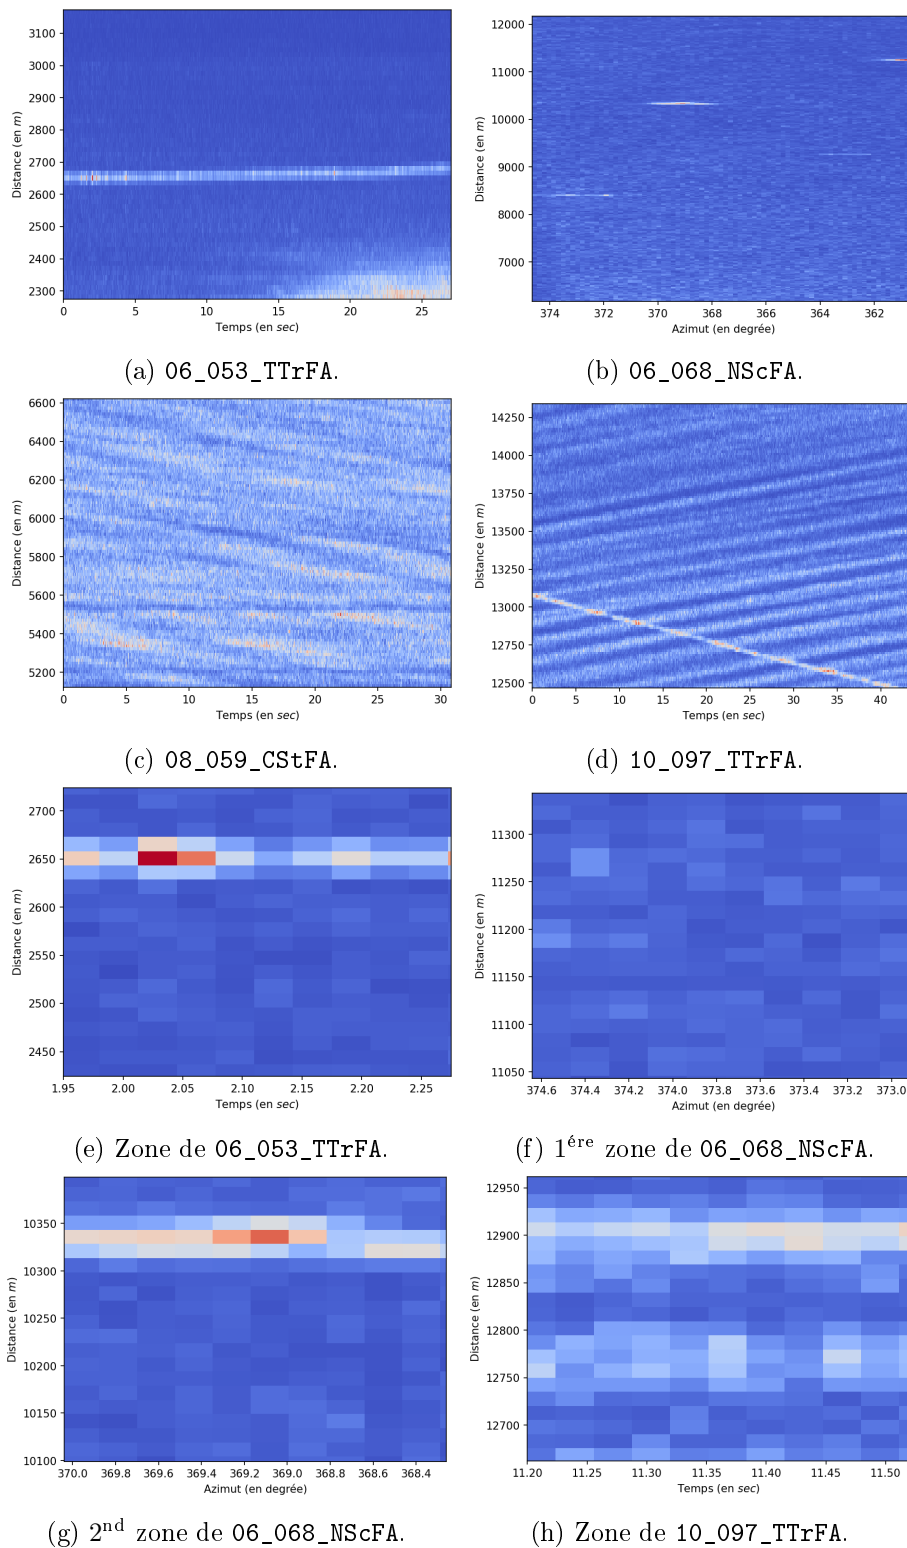 3100
3000
2900
2800
2700
2600
2500
2400
2300
Distance (en m)
0 5 10 15 20 25
Temps (en sec)
(a) 06_053_TTrFA.
12000
11000
10000
9000
8000
7000
Distance (en m)
374 372 370 368 366 364 362
Azimut (en degrée)
(b) 06_068_NScFA.
6600
6400
6200
6000
5800
5600
5400
5200
Distance (en m)
0 5 10 15 20 25 30
Temps (en sec)
(c) 08_059_CStFA.
14250
14000
13750
13500
13250
13000
12750
12500
Distance (en m)
0 5 10 15 20 25 30 35 40
Temps (en sec)
(d) 10_097_TTrFA.
2700
2650
2600
2550
2500
2450
Distance (en m)
1.95 2.00 2.05 2.10 2.15 2.20 2.25
Temps (en sec)
(e) Zone de 06_053_TTrFA.
11300
11250
11200
11150
11100
11050
Distance (en m)
374.6 374.4 374.2 374.0 373.8 373.6 373.4 373.2 373.0
Azimut (en degrée)
(f) 1ére zone de 06_068_NScFA.
10350
10300
10250
10200
10150
10100
Distance (en m)
370.0 369.8 369.6 369.4 369.2 369.0 368.8 368.6 368.4
Azimut (en degrée)
(g) 2nd zone de 06_068_NScFA.
12950
12900
12850
12800
12750
12700
Distance (en m)
11.20 11.25 11.30 11.35 11.40 11.45 11.50
Temps (en sec)
(h) Zone de 10_097_TTrFA.